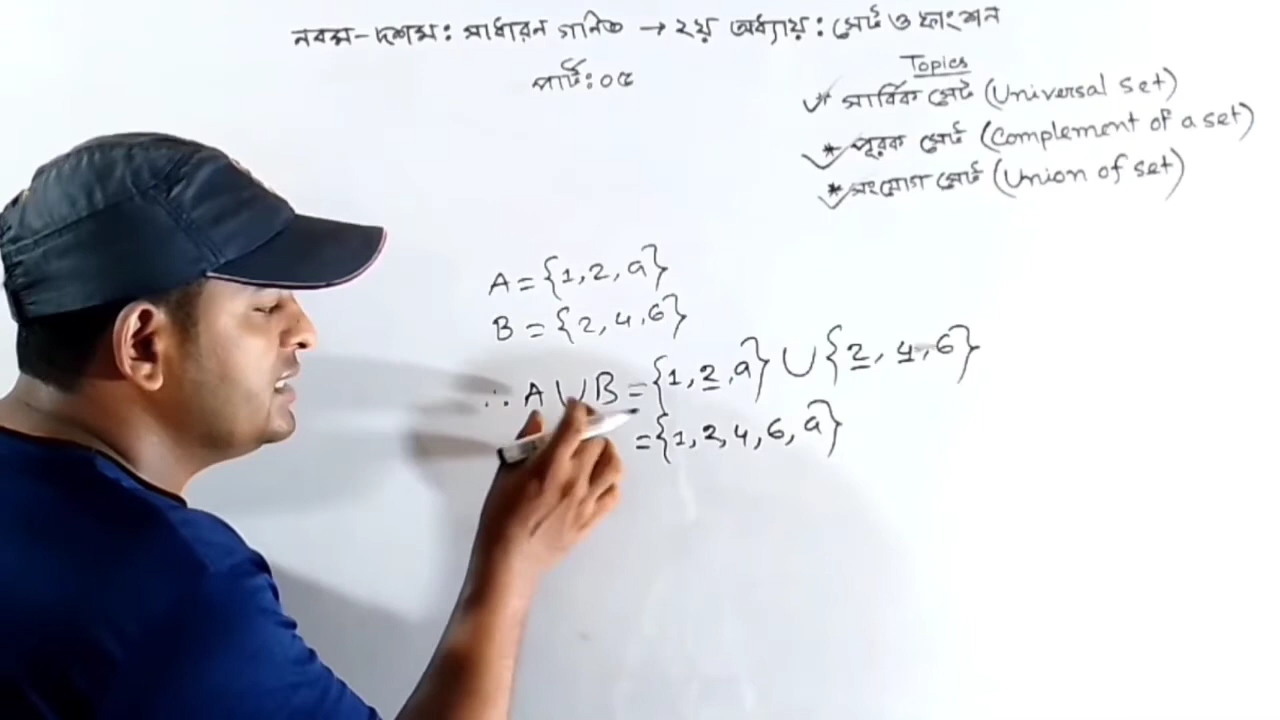 নবম-দশম: সাধারন গনিত → ২য় অধ্যায়: সেট ও ফাংশন
পার্ট: ০৫
Topics
* সার্বিক সেট (Universal set)
* পূরক সেট (Complement of a set)
* সংযোগ সেট (Union of set)
A = {1, 2, a}
B = {2, 4, 6}
∴ A ∪ B = {1, 2, a} ∪ {2, 4, 6}
= {1, 2, 4, 6, a}